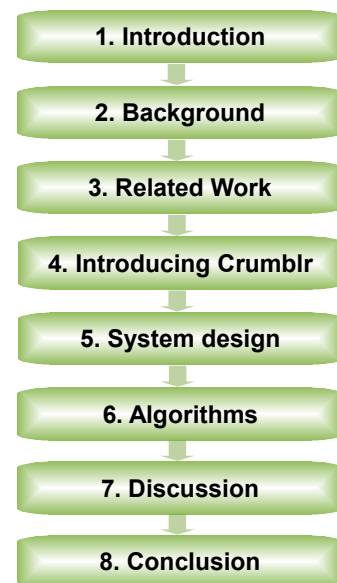 1. Introduction
2. Background
3. Related Work
4. Introducing Crumblr
5. System design
6. Algorithms
7. Discussion
8. Conclusion